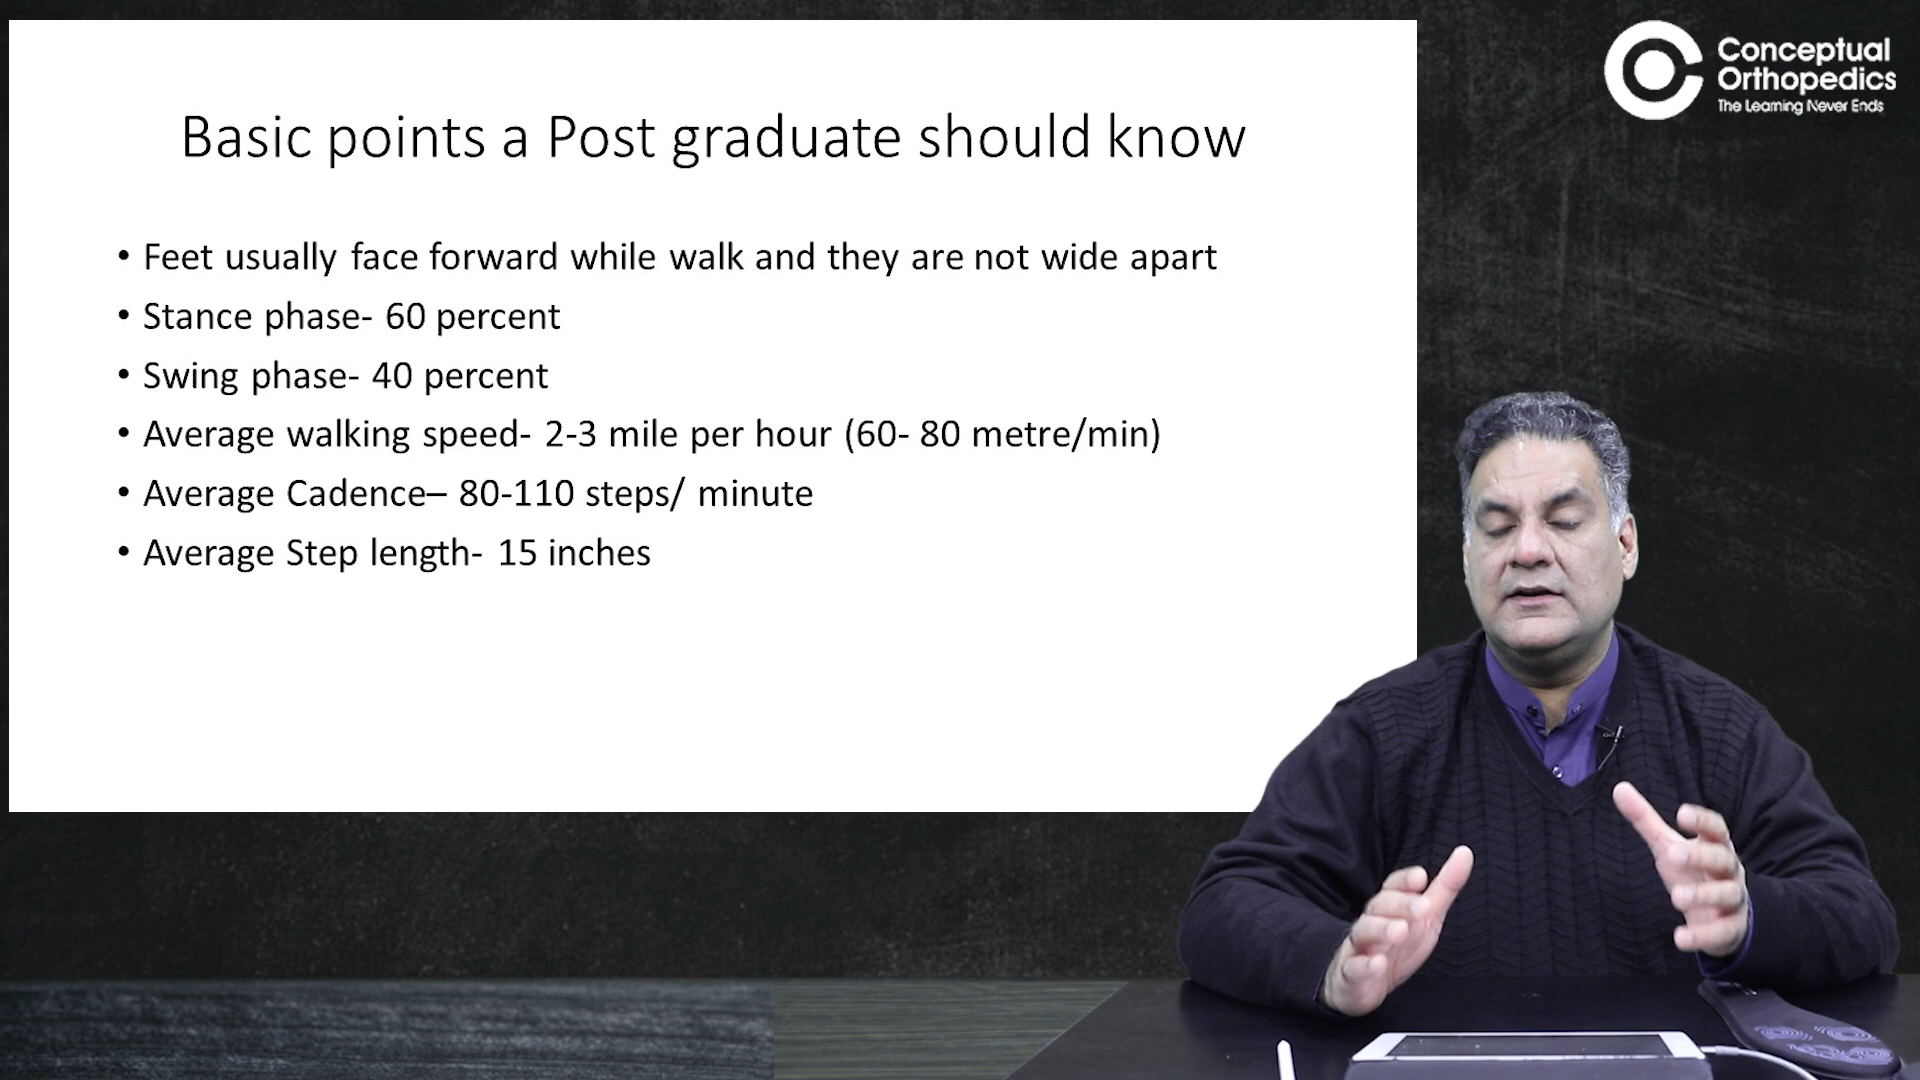 Basic points a Post graduate should know
• Feet usually face forward while walk and they are not wide apart
• Stance phase- 60 percent
• Swing phase- 40 percent
• Average walking speed- 2-3 mile per hour (60- 80 metre/min)
• Average Cadence– 80-110 steps/ minute
• Average Step length- 15 inches
Conceptual
Orthopedics
The Learning Never Ends